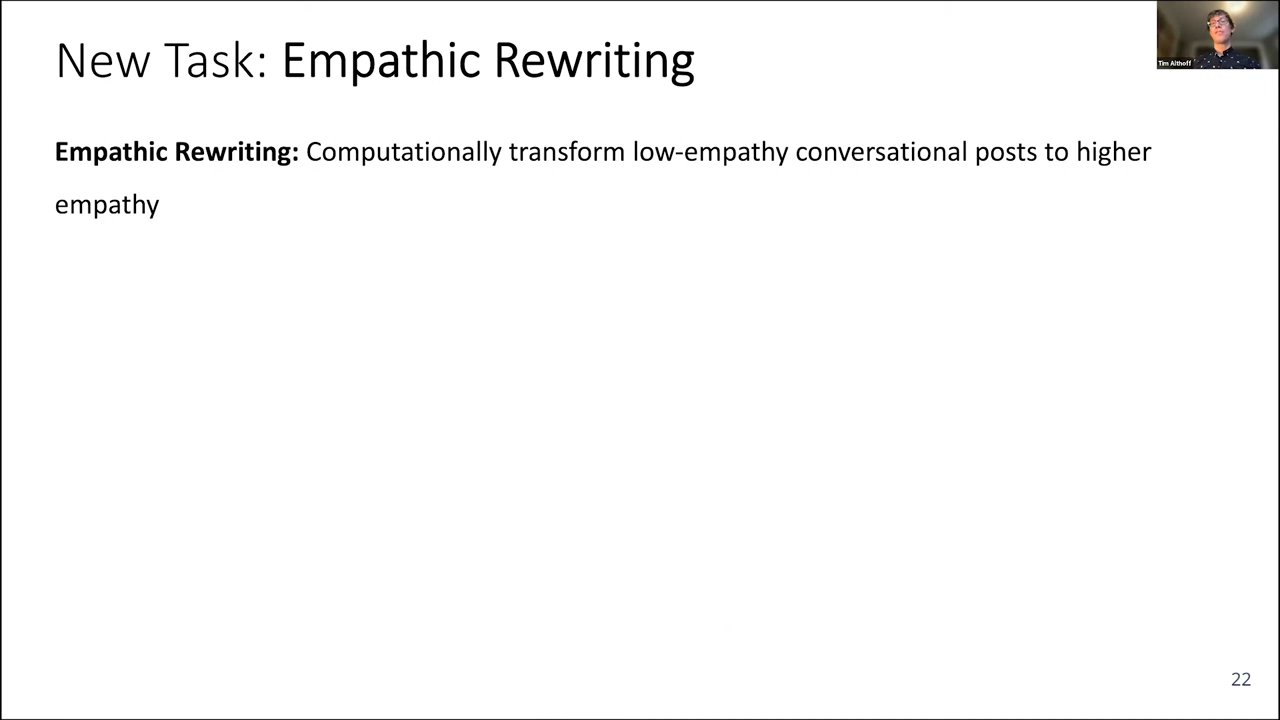 New Task: Empathic Rewriting
Tim Althoff
Empathic Rewriting: Computationally transform low-empathy conversational posts to higher
empathy
22